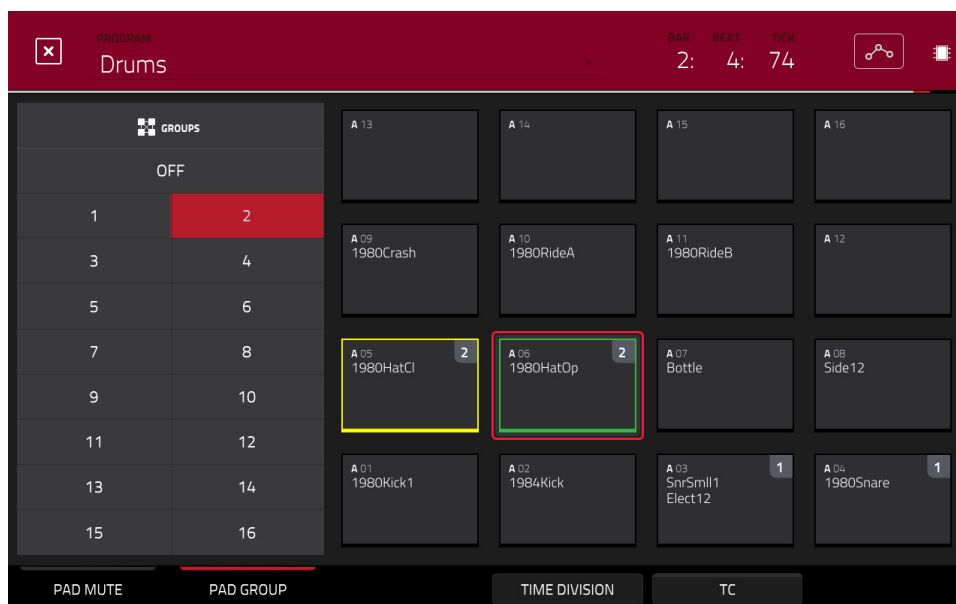 PROGRAM
Drums
BAR BEAT TICK
2: 4: 74
GROUPS
OFF
1 2
3 4
5 6
7 8
9 10
11 12
13 14
15 16
A 13
A 14
A 15
A 16
A 09
1980Crash
A 10
1980RideA
A 11
1980RideB
A 12
A 05 2
1980HatCl
A 06 2
1980HatOp
A 07
Bottle
A 08
Side12
A 01
1980Kick1
A 02
1984Kick
A 03 1
SnrSmll1
Elect12
A 04 1
1980Snare
PAD MUTE
PAD GROUP
TIME DIVISION
TC